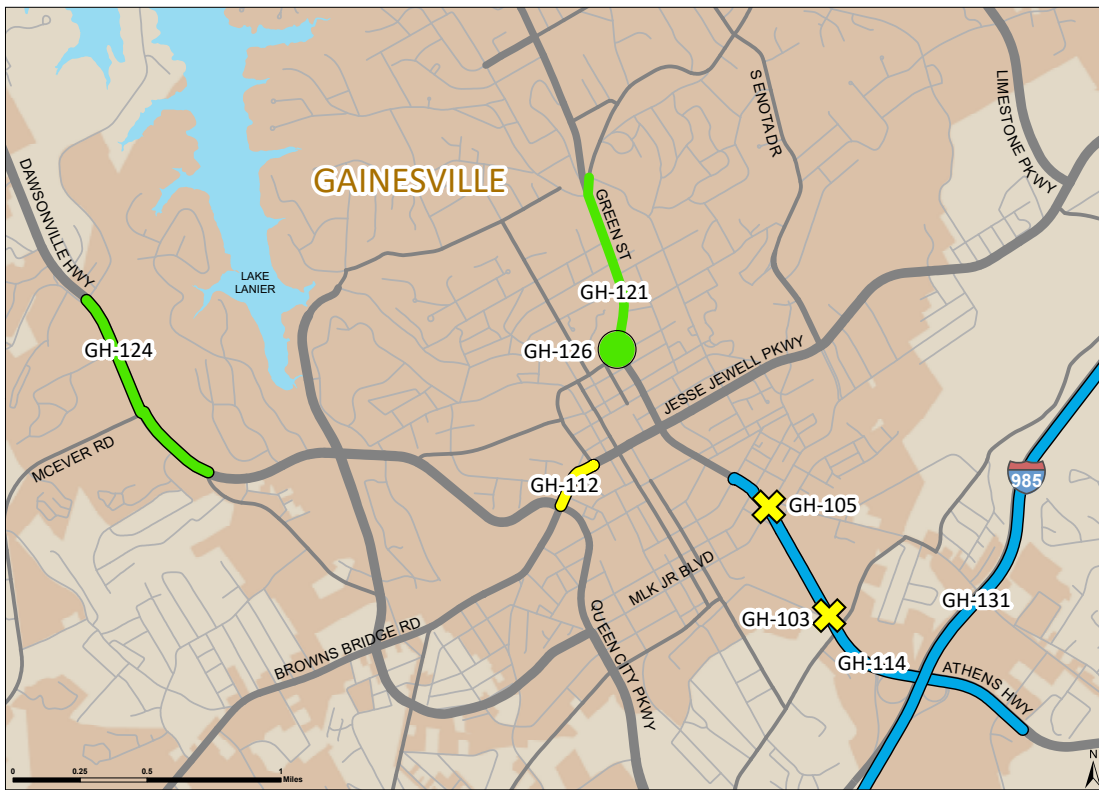 S ENOTA DR
LIMESTONE PKWY
DAWSONVILLE HWY
GAINESVILLE
GREEN ST
LAKE
LANIER
GH-121
GH-124
GH-126
JESSE JEWELL PKWY
MCEVER RD
985
GH-112
GH-105
MLK JR BLVD
GH-131
GH-103
QUEEN CITY PKWY
BROWNS BRIDGE RD
GH-114
ATHENS HWY
N
0 0.25 0.5 1
Miles